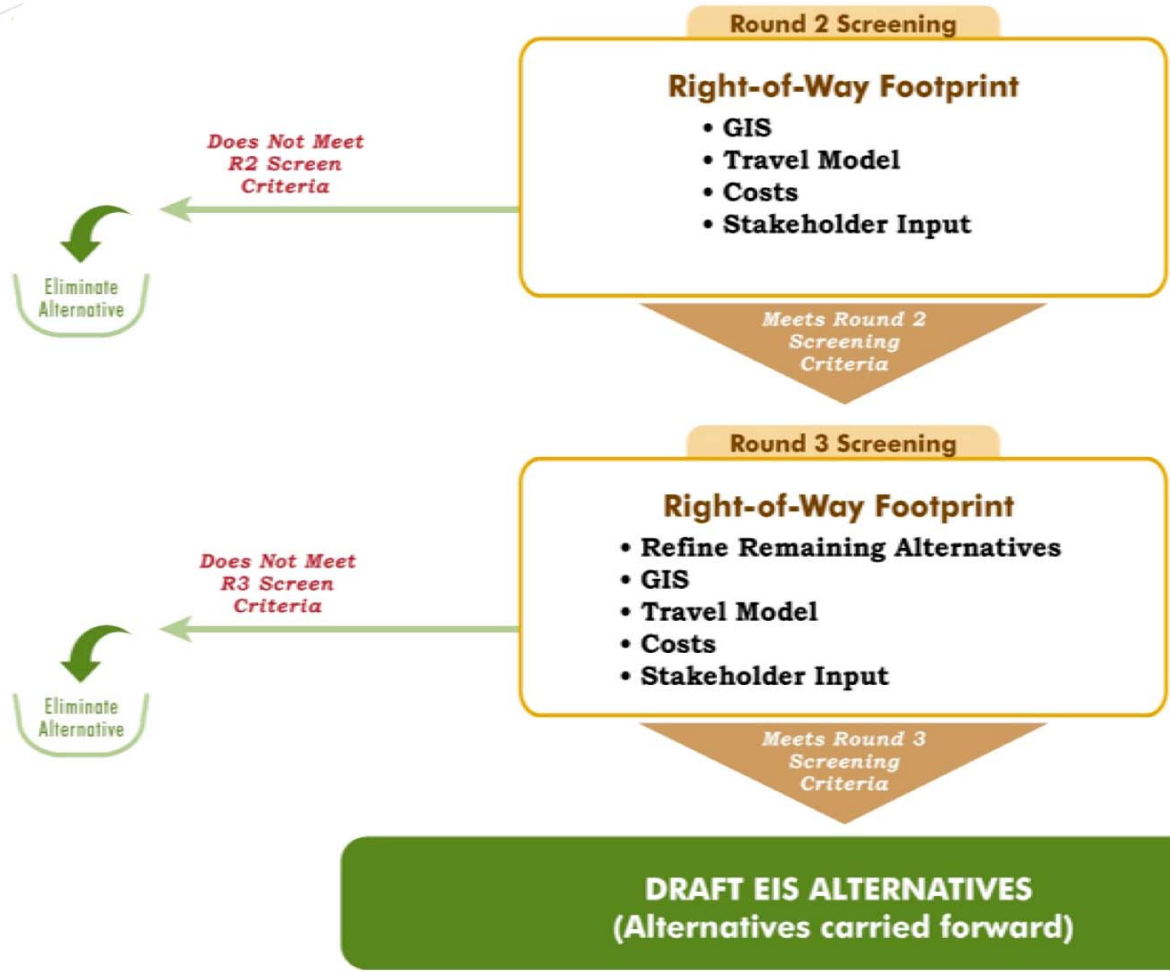 Round 2 Screening
Right-of-Way Footprint
• GIS
• Travel Model
• Costs
• Stakeholder Input
Does Not Meet
R2 Screen
Criteria
Eliminate
Alternative
Meets Round 2
Screening
Criteria
Round 3 Screening
Right-of-Way Footprint
• Refine Remaining Alternatives
• GIS
• Travel Model
• Costs
• Stakeholder Input
Does Not Meet
R3 Screen
Criteria
Eliminate
Alternative
Meets Round 3
Screening
Criteria
DRAFT EIS ALTERNATIVES
(Alternatives carried forward)